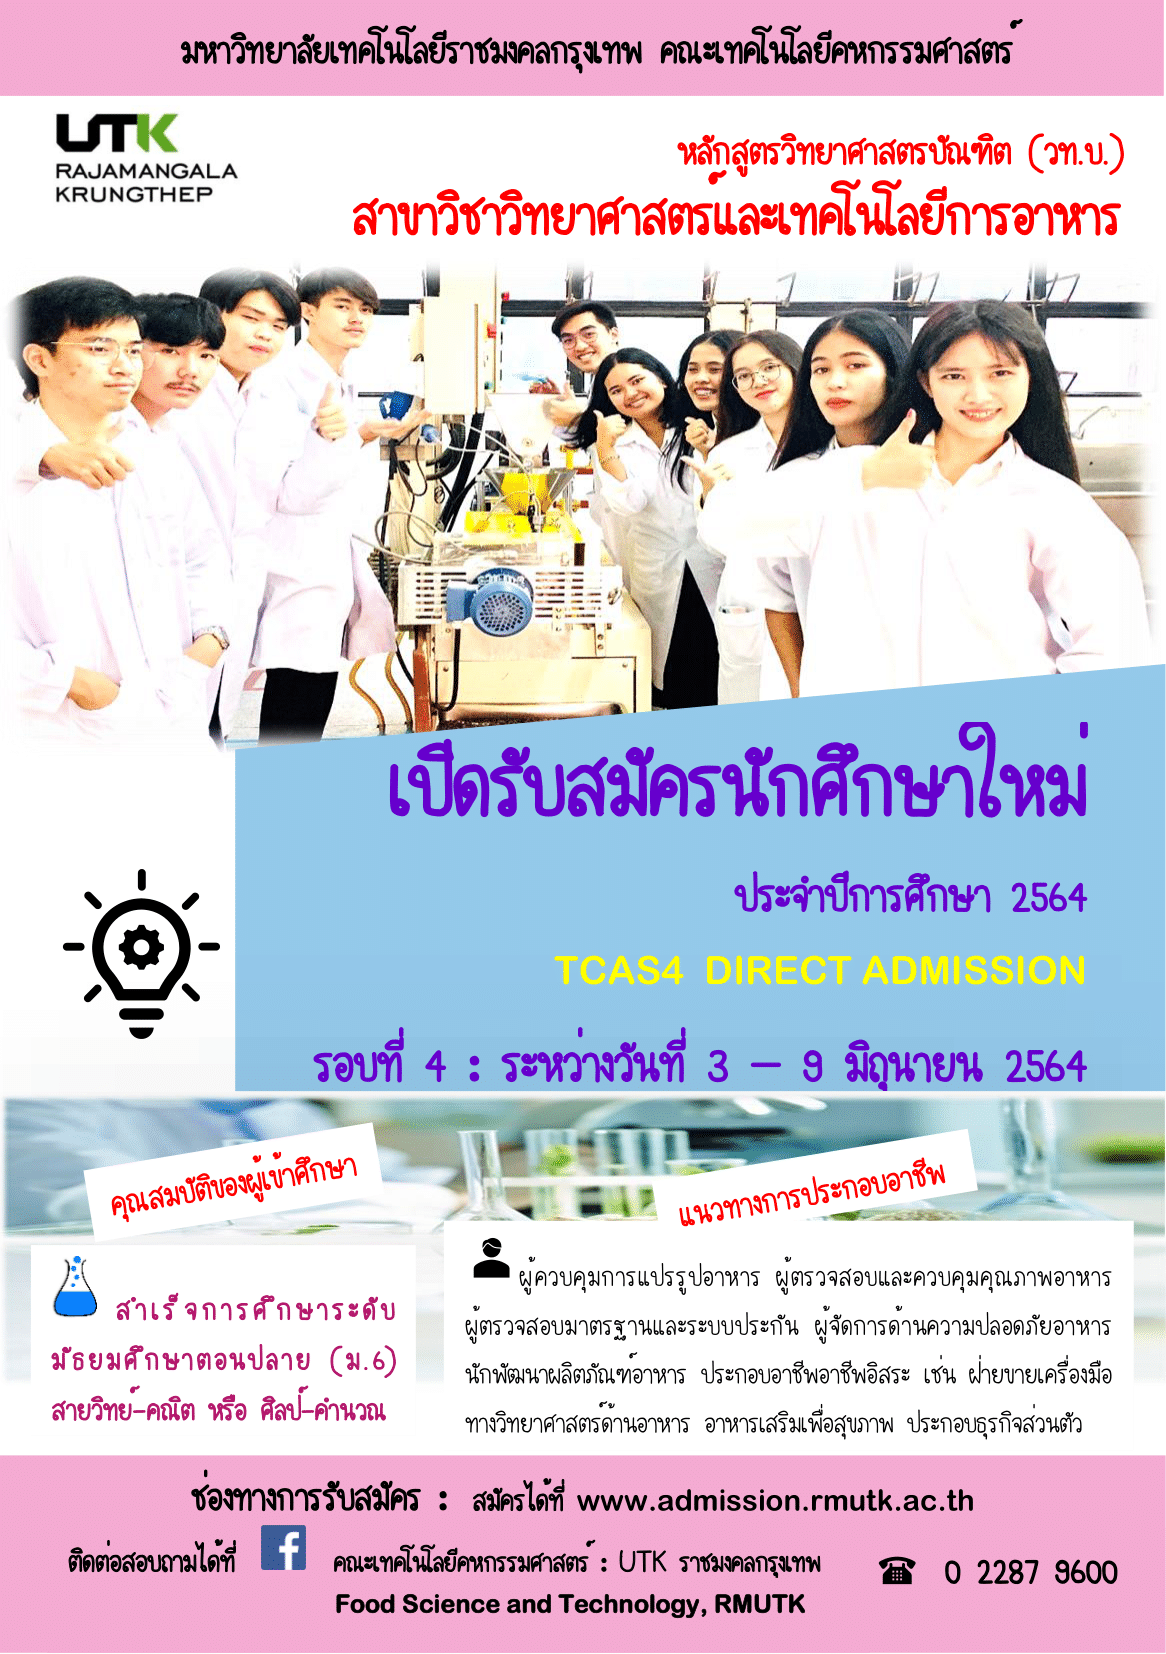 มหาวิทยาลัยเทคโนโลยีราชมงคลกรุงเทพ คณะเทคโนโลยีคหกรรมศาสตร์
UTK
RAJAMANGALA
KRUNGTHEP
หลักสูตรวิทยาศาสตรบัณฑิต (วท.บ.)
สาขาวิชาวิทยาศาสตร์และเทคโนโลยีการอาหาร
เปิดรับสมัครนักศึกษาใหม่
ประจำปีการศึกษา 2564
TCAS4 DIRECT ADMISSION
รอบที่ 4 : ระหว่างวันที่ 3 – 9 มิถุนายน 2564
คุณสมบัติของผู้เข้าศึกษา
สำเร็จการศึกษาระดับ
มัธยมศึกษาตอนปลาย (ม.6)
สายวิทย์-คณิต หรือ ศิลป์-คำนวณ
แนวทางการประกอบอาชีพ
ผู้ควบคุมการแปรรูปอาหาร ผู้ตรวจสอบและควบคุมคุณภาพอาหาร
ผู้ตรวจสอบมาตรฐานและระบบประกัน ผู้จัดการด้านความปลอดภัยอาหาร
นักพัฒนาผลิตภัณฑ์อาหาร ประกอบอาชีพอาชีพอิสระ เช่น ฝ่ายขายเครื่องมือ
ทางวิทยาศาสตร์ด้านอาหาร อาหารเสริมเพื่อสุขภาพ ประกอบธุรกิจส่วนตัว
ช่องทางการรับสมัคร : สมัครได้ที่ www.admission.rmutk.ac.th
ติดต่อสอบถามได้ที่ f คณะเทคโนโลยีคหกรรมศาสตร์ : UTK ราชมงคลกรุงเทพ
0 2287 9600
Food Science and Technology, RMUTK